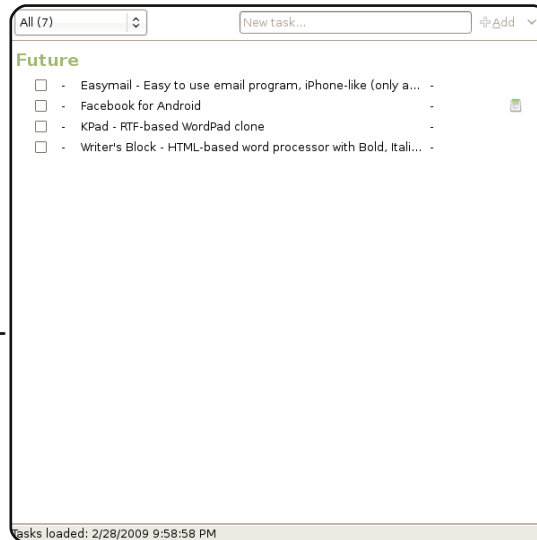 All (7) New task... Add
Future
- Easymail - Easy to use email program, iPhone-like (only a... -
- Facebook for Android -
- KPad - RTF-based WordPad clone -
- Writer's Block - HTML-based word processor with Bold, Itali... -
Tasks loaded: 2/28/2009 9:58:58 PM